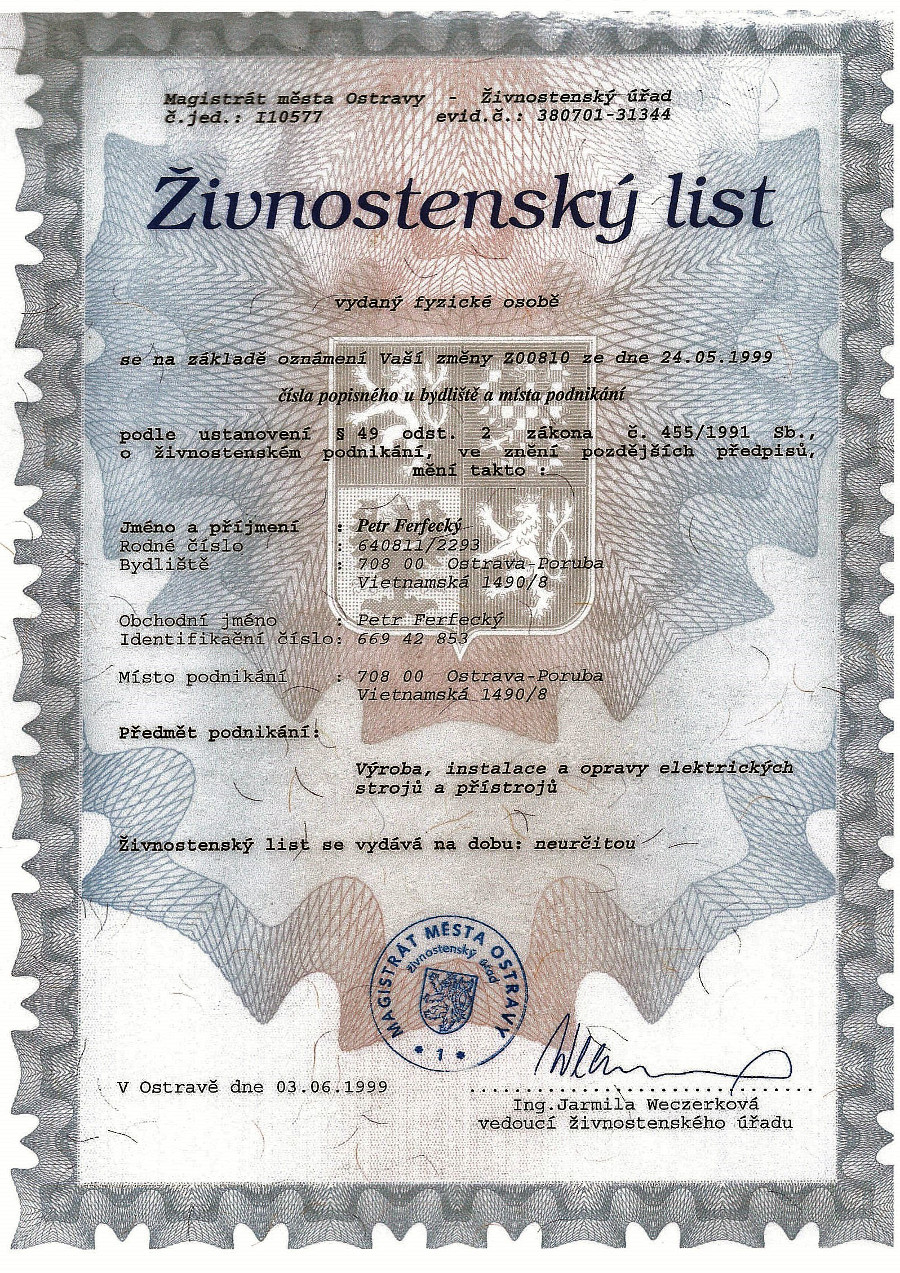 Magistrát města Ostravy - Živnostenský úřad
č.jed.: I10577 evid.č.: 380701-31344
Živnostenský list
vydaný fyzické osobě
se na základě oznámení Vaší změny Z00810 ze dne 24.05.1999
čísla popisného u bydliště a místa podnikání
podle ustanovení § 49 odst. 2 zákona č. 455/1991 Sb.,
o živnostenském podnikání, ve znění pozdějších předpisů,
mění takto :
Jméno a příjmení : Petr Ferfecký
Rodné číslo : 640811/2293
Bydliště : 708 00 Ostrava-Poruba
Vietnamská 1490/8
Obchodní jméno : Petr Ferfecký
Identifikační číslo: 669 42 853
Místo podnikání : 708 00 Ostrava-Poruba
Vietnamská 1490/8
Předmět podnikání:
Výroba, instalace a opravy elektrických
strojů a přístrojů
Živnostenský list se vydává na dobu: neurčitou
MAGISTRÁT MĚSTA OSTRAVY
živnostenský úřad
* 1 *
V Ostravě dne 03.06.1999
Ing.Jarmila Weczerková
vedoucí živnostenského úřadu